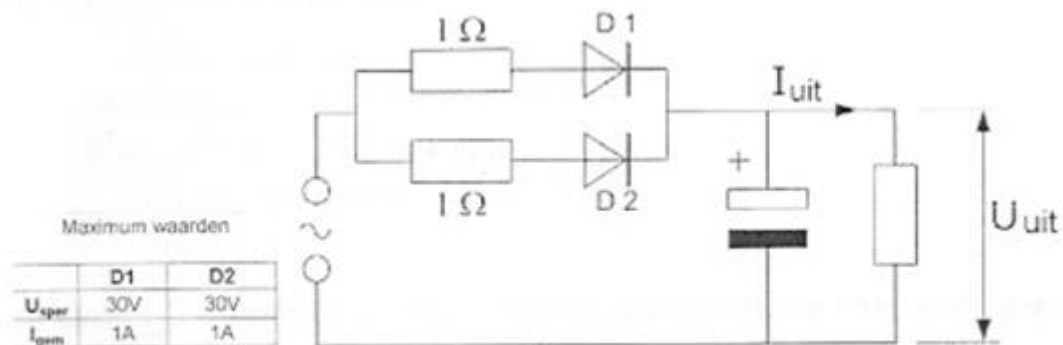 1 Ω
D 1
I uit
1 Ω
D 2
+
U uit
~
Maximum waarden
D1 D2
U sper 30V 30V
I gem 1A 1A